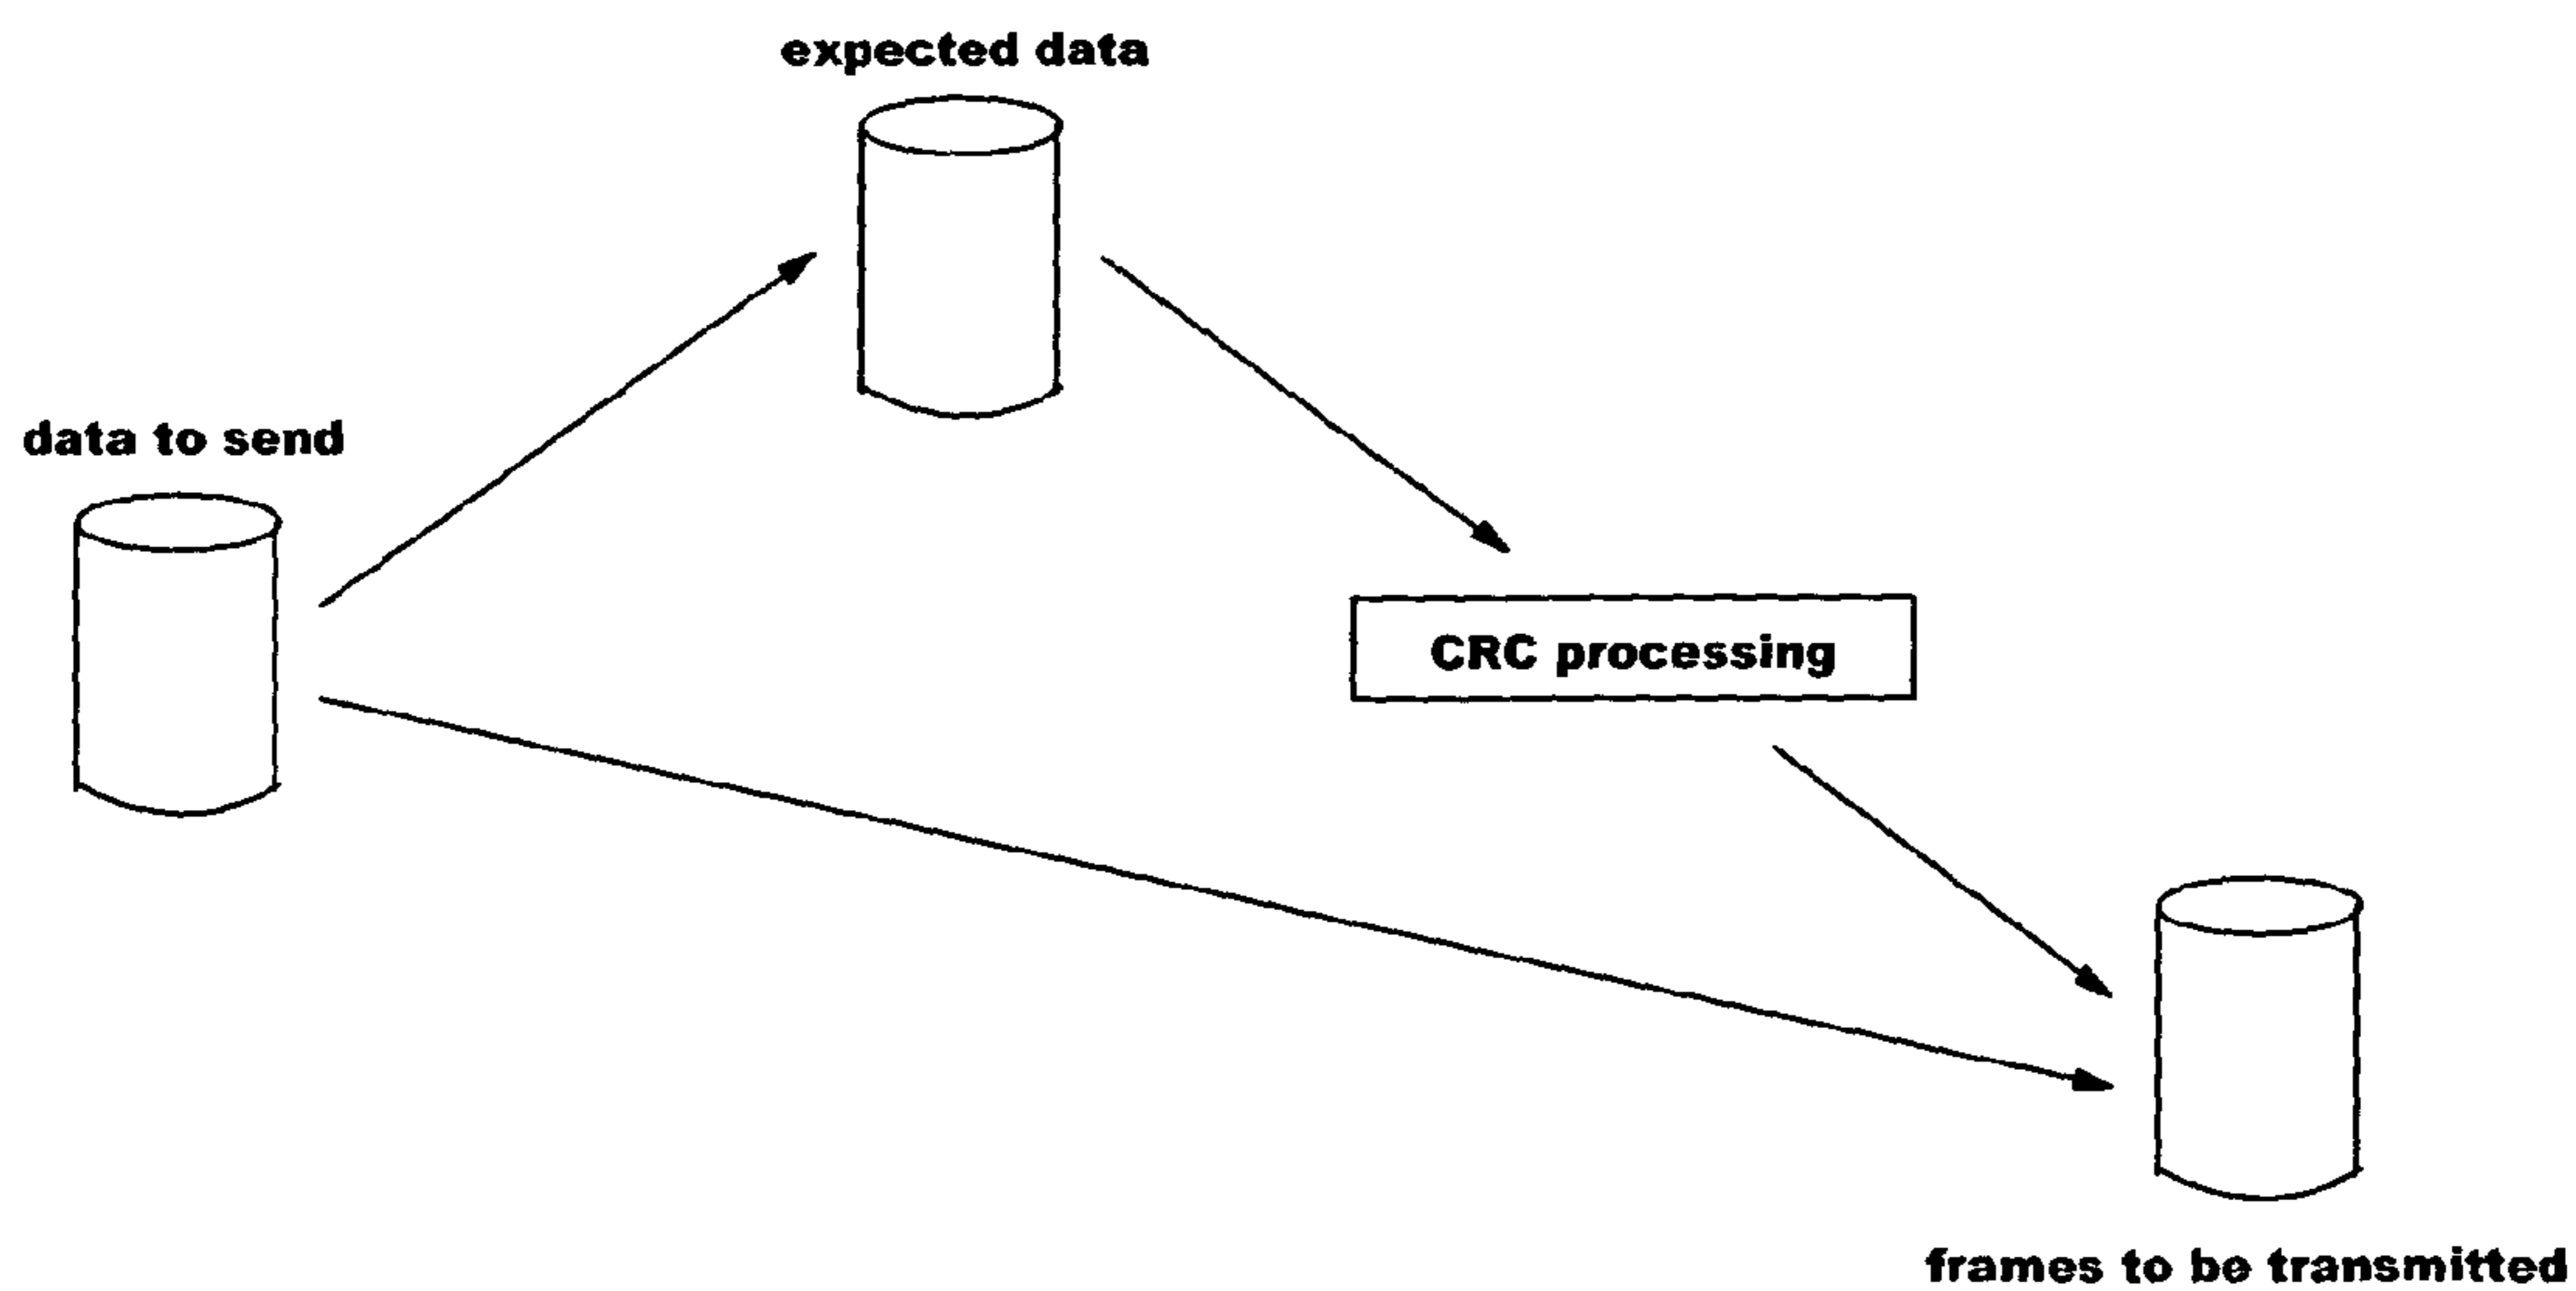 expected data
data to send
CRC processing
frames to be transmitted